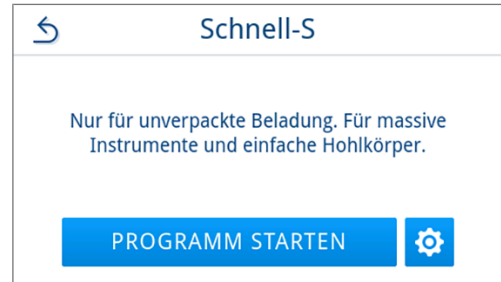 Schnell-S
Nur für unverpackte Beladung. Für massive
Instrumente und einfache Hohlkörper.
PROGRAMM STARTEN